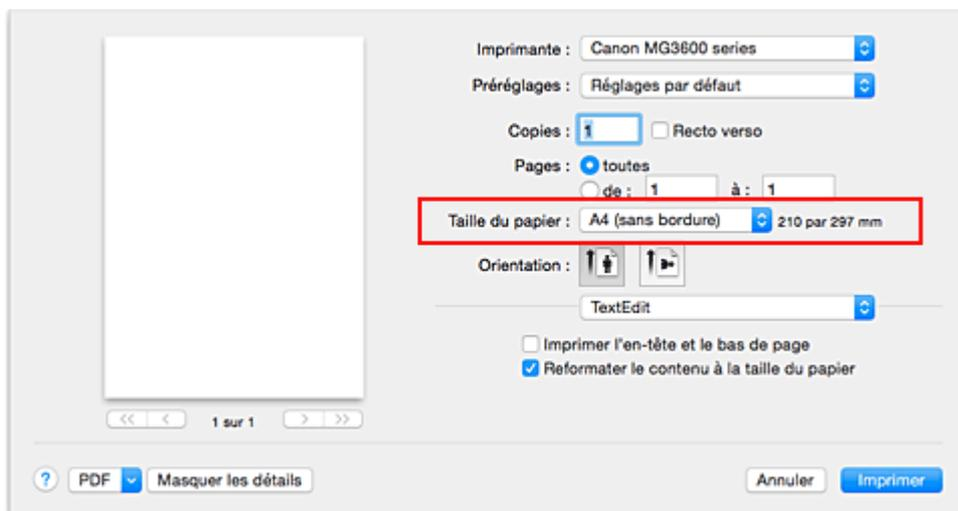 Imprimante : Canon MG3600 series
Préréglages : Réglages par défaut
Copies : 1 Recto verso
Pages : toutes
de : 1 à : 1
Taille du papier : A4 (sans bordure) 210 par 297 mm
Orientation :
TextEdit
Imprimer l'en-tête et le bas de page
Reformater le contenu à la taille du papier
<< < 1 sur 1 > >>
? PDF Masquer les détails Annuler Imprimer